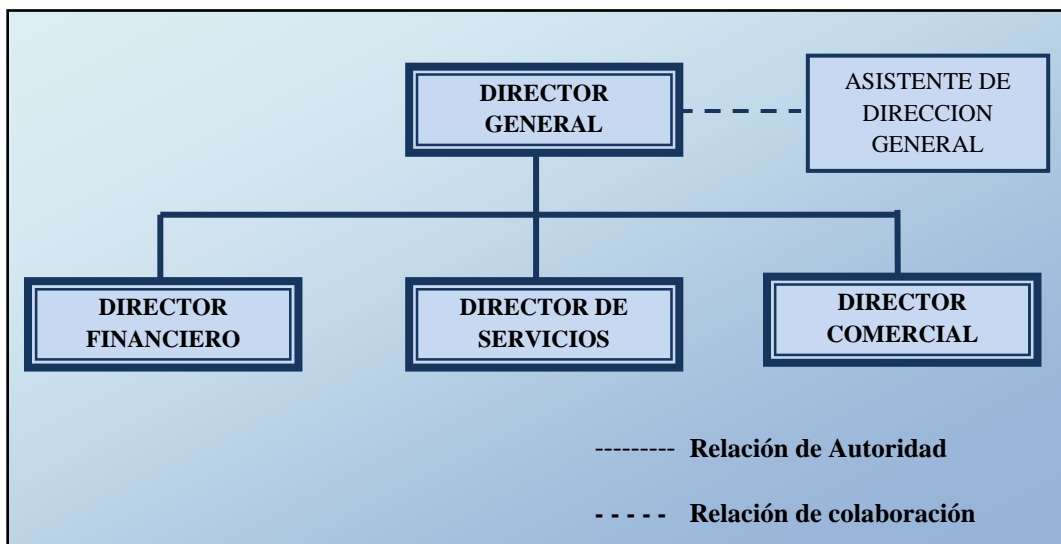 DIRECTOR
GENERAL
ASISTENTE DE
DIRECCION
GENERAL
DIRECTOR
FINANCIERO
DIRECTOR DE
SERVICIOS
DIRECTOR
COMERCIAL
--------- Relación de Autoridad
- - - - - Relación de colaboración